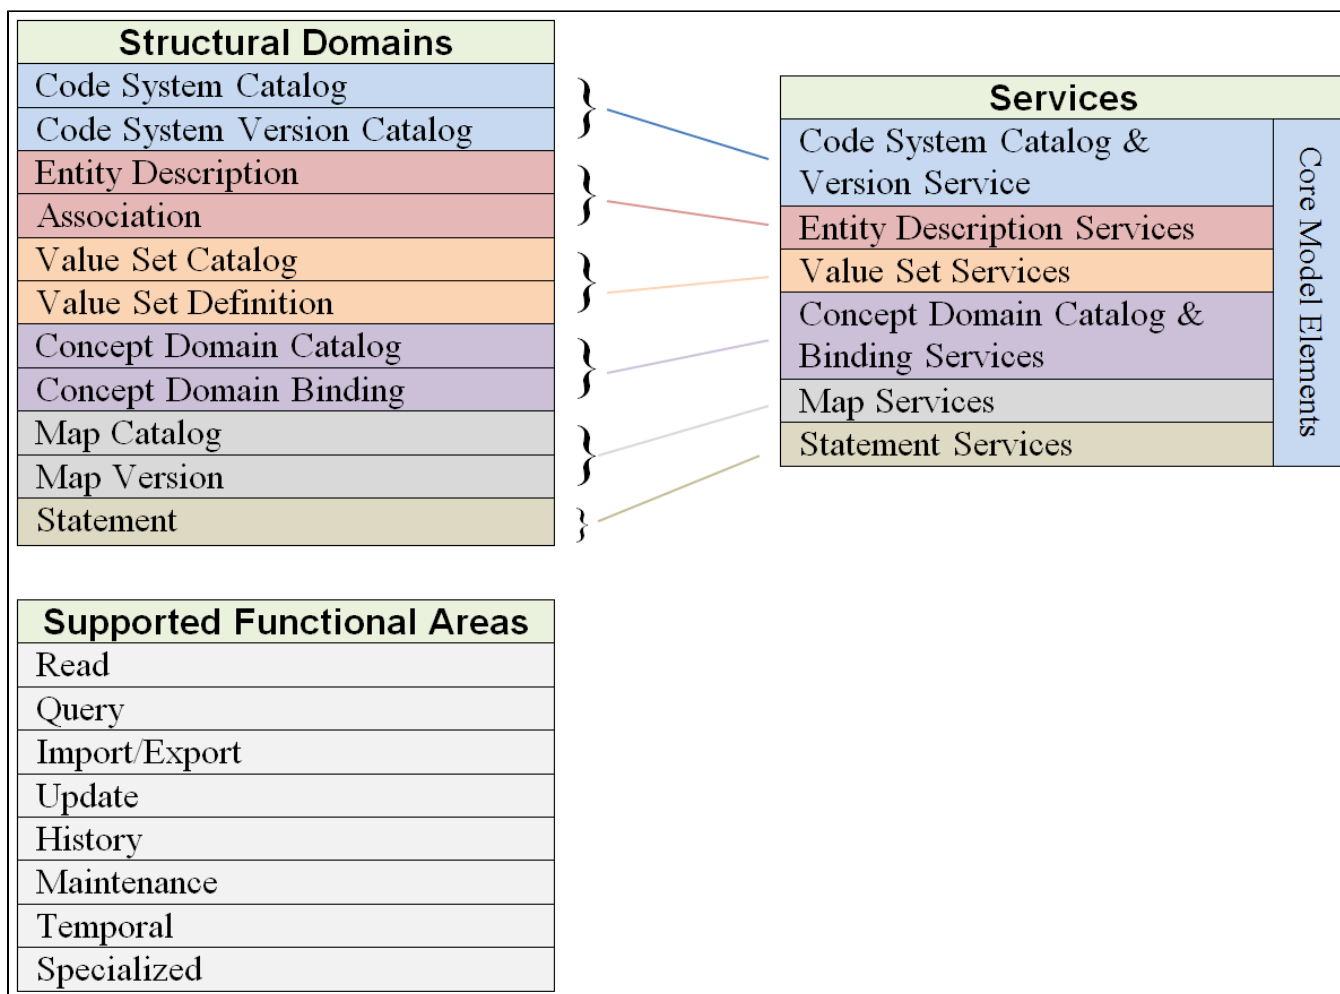 Structural Domains
Code System Catalog
Code System Version Catalog
Entity Description
Association
Value Set Catalog
Value Set Definition
Concept Domain Catalog
Concept Domain Binding
Map Catalog
Map Version
Statement
}
}
}
}
}
}
Services
Code System Catalog &
Version Service
Entity Description Services
Value Set Services
Concept Domain Catalog &
Binding Services
Map Services
Statement Services
Core Model Elements
Supported Functional Areas
Read
Query
Import/Export
Update
History
Maintenance
Temporal
Specialized